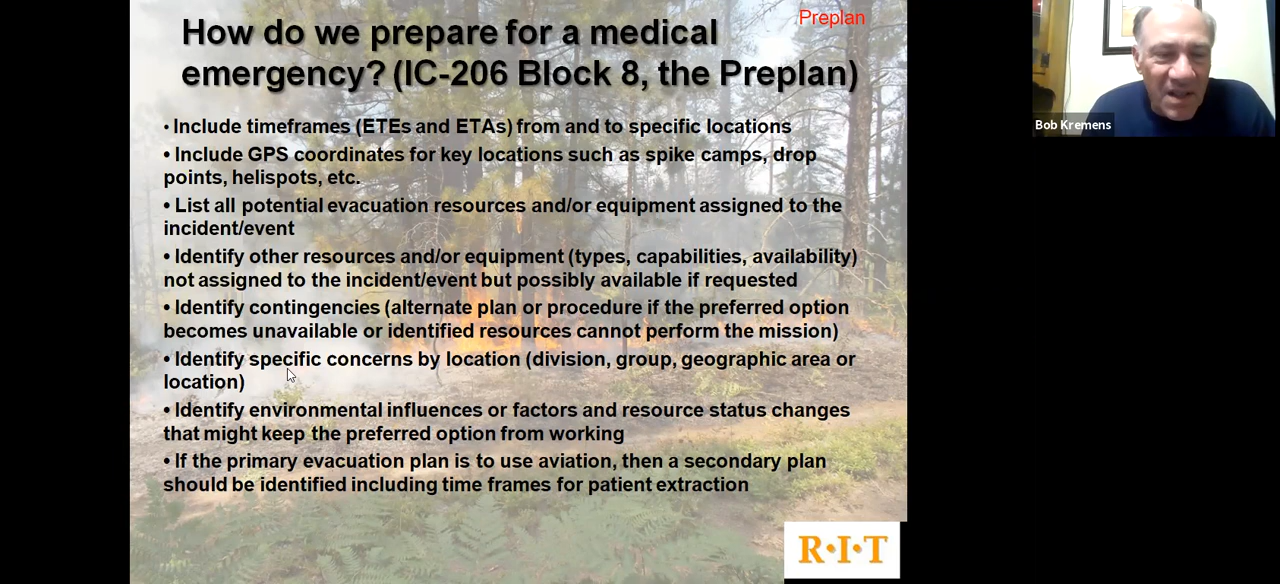 Preplan
How do we prepare for a medical
emergency? (IC-206 Block 8, the Preplan)
• Include timeframes (ETEs and ETAs) from and to specific locations
• Include GPS coordinates for key locations such as spike camps, drop
points, helispots, etc.
• List all potential evacuation resources and/or equipment assigned to the
incident/event
• Identify other resources and/or equipment (types, capabilities, availability)
not assigned to the incident/event but possibly available if requested
• Identify contingencies (alternate plan or procedure if the preferred option
becomes unavailable or identified resources cannot perform the mission)
• Identify specific concerns by location (division, group, geographic area or
location)
• Identify environmental influences or factors and resource status changes
that might keep the preferred option from working
• If the primary evacuation plan is to use aviation, then a secondary plan
should be identified including time frames for patient extraction
R·I·T
Bob Kremens